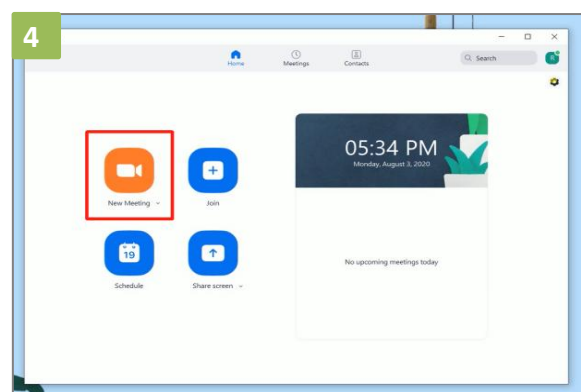 4
Home
Meetings
Contacts
Search
R
05:34 PM
Monday, August 3, 2020
New Meeting
Join
19
Schedule
Share screen
No upcoming meetings today